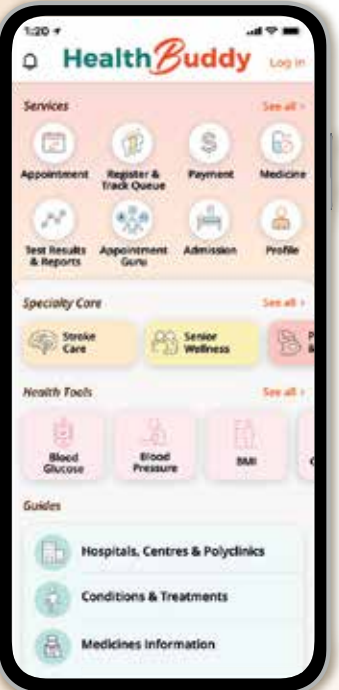 1:20
Health Buddy Log in
Services See all ›
Appointment
Register &
Track Queue
Payment
Medicine
Test Results
& Reports
Appointment
Guru
Admission
Profile
Specialty Care See all ›
Stroke
Care
Senior
Wellness
Health Tools See all ›
Blood
Glucose
Blood
Pressure
BMI
Guides
Hospitals, Centres & Polyclinics
Conditions & Treatments
Medicines Information